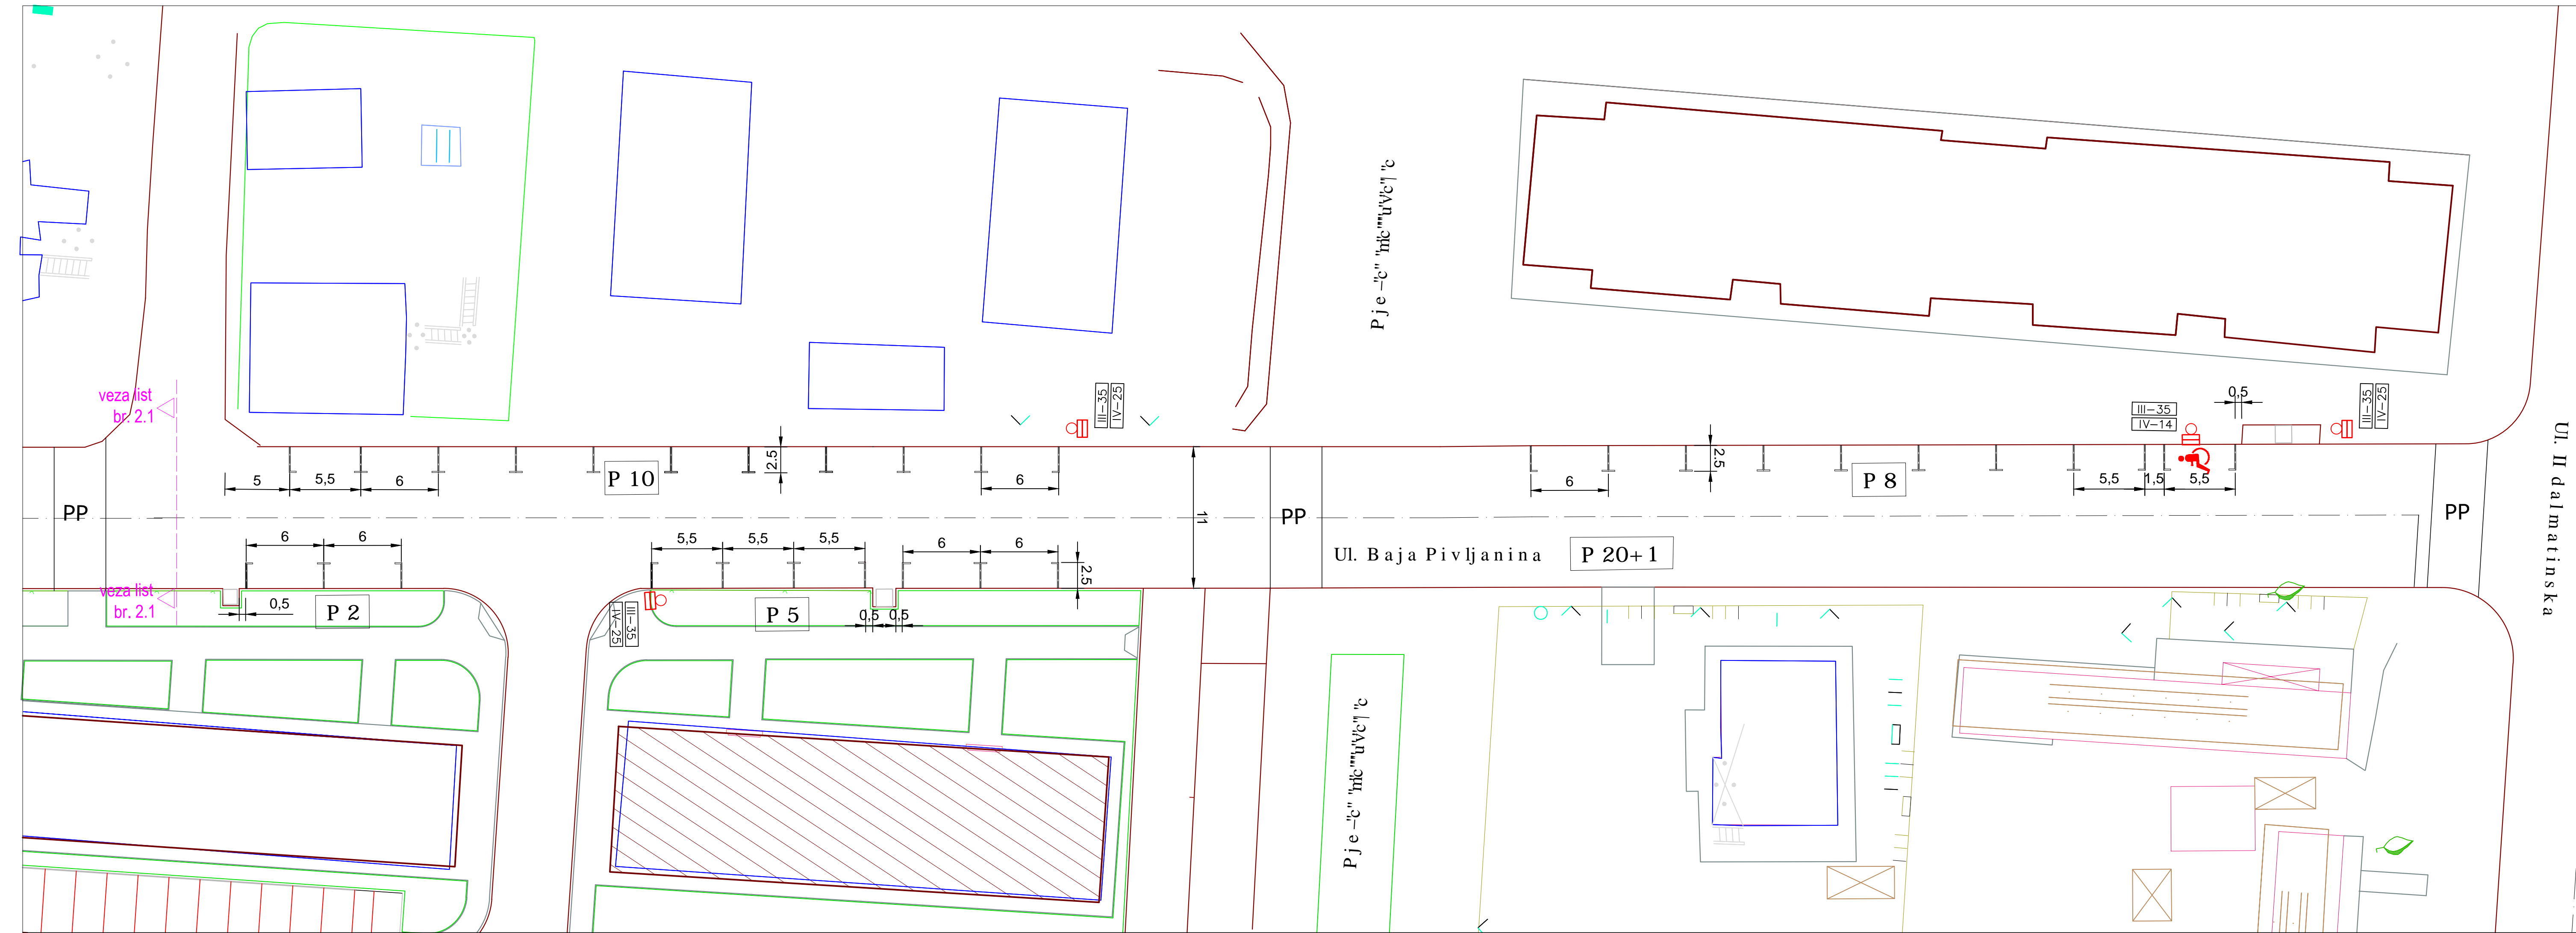 veza list
br. 2.1
III-35
IV-25
III-35
IV-14
0,5
III-35
IV-25
Ul. II dalmatinska
5
5,5
6
P 10
2.5
6
11
6
2.5
P 8
5,5
1,5
5,5
PP
PP
PP
6
6
5,5
5,5
5,5
6
6
2.5
Ul. Baja Pivljanina
P 20+1
veza list
br. 2.1
0,5
P 2
III-35
IV-25
P 5
0,5
0,5